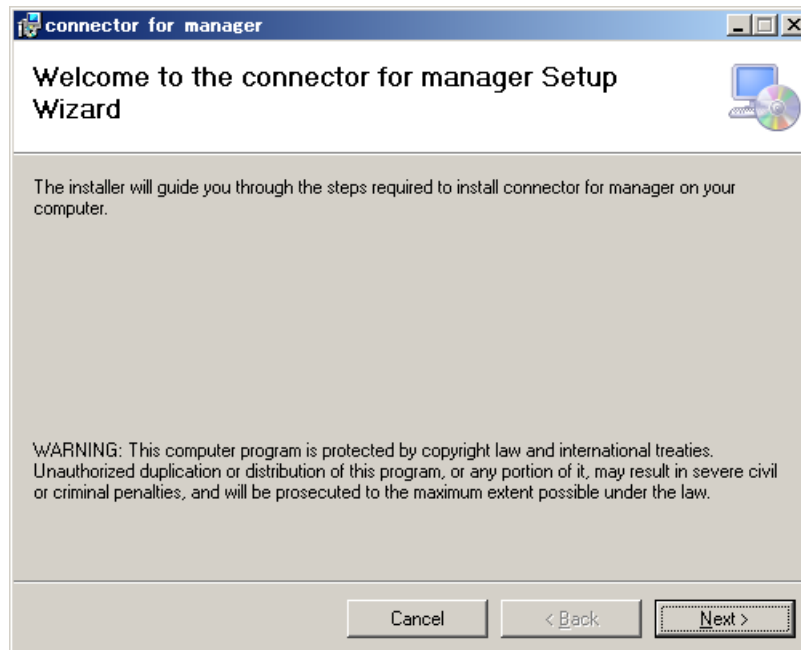 connector for manager
Welcome to the connector for manager Setup
Wizard
The installer will guide you through the steps required to install connector for manager on your
computer.
WARNING: This computer program is protected by copyright law and international treaties.
Unauthorized duplication or distribution of this program, or any portion of it, may result in severe civil
or criminal penalties, and will be prosecuted to the maximum extent possible under the law.
Cancel
< Back
Next >